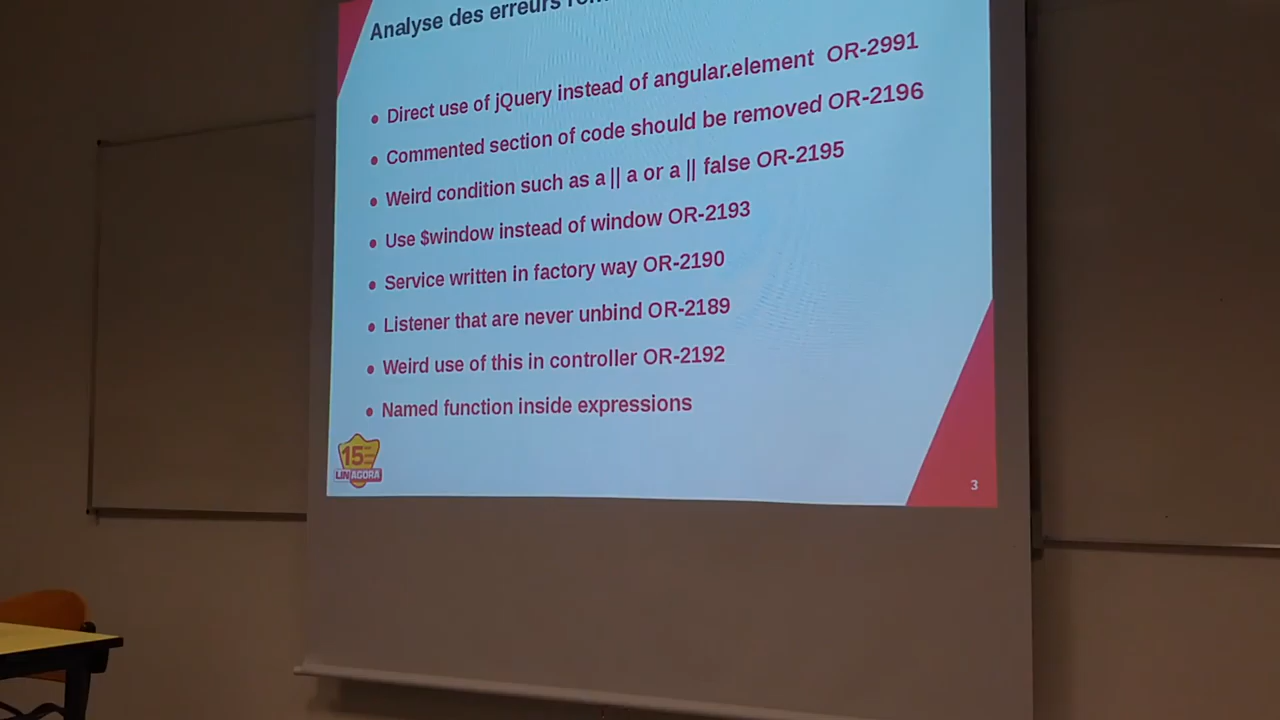 Analyse des erreurs
Direct use of jQuery instead of angular.element OR-2991
Commented section of code should be removed OR-2196
Weird condition such as a || a or a || false OR-2195
Use $window instead of window OR-2193
Service written in factory way OR-2190
Listener that are never unbind OR-2189
Weird use of this in controller OR-2192
Named function inside expressions
15
LINAGORA
3